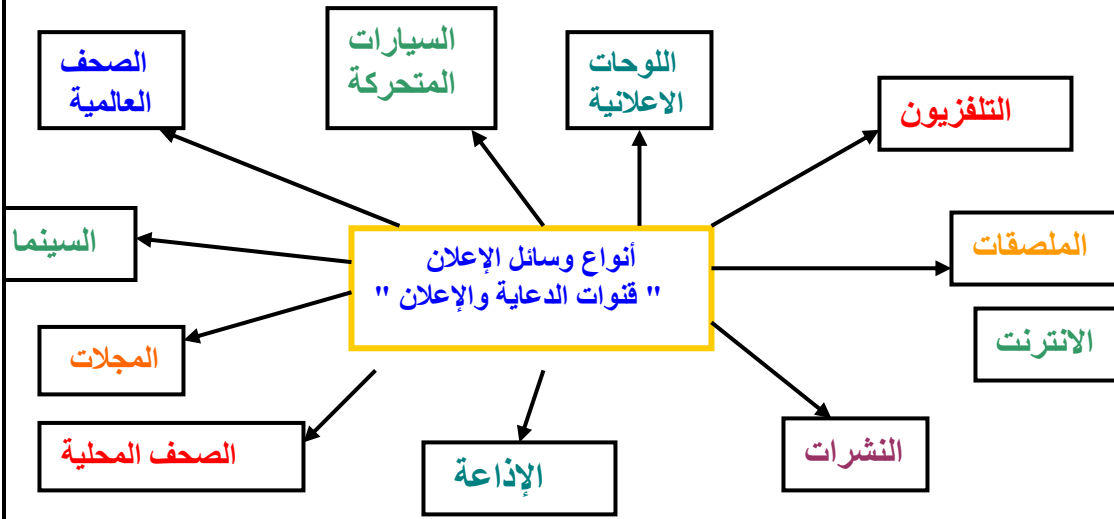 السيارات
المتحركة
اللوحات
الاعلانية
الصحف
العالمية
التلفزيون
السينما
الملصقات
أنواع وسائل الإعلان
" قنوات الدعاية والإعلان "
الانترنت
المجلات
النشرات
الصحف المحلية
الإذاعة